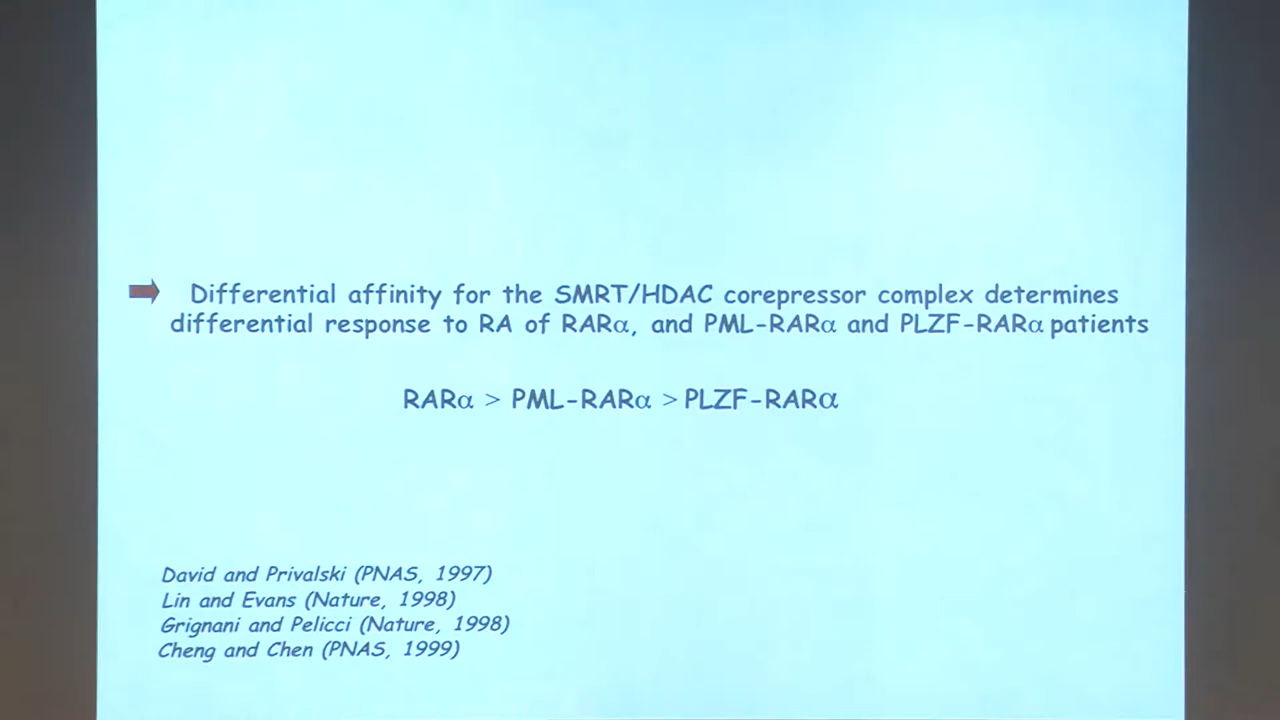 Differential affinity for the SMRT/HDAC corepressor complex determines
differential response to RA of RARα, and PML-RARα and PLZF-RARα patients
RARα > PML-RARα > PLZF-RARα
David and Privalski (PNAS, 1997)
Lin and Evans (Nature, 1998)
Grignani and Pelicci (Nature, 1998)
Cheng and Chen (PNAS, 1999)